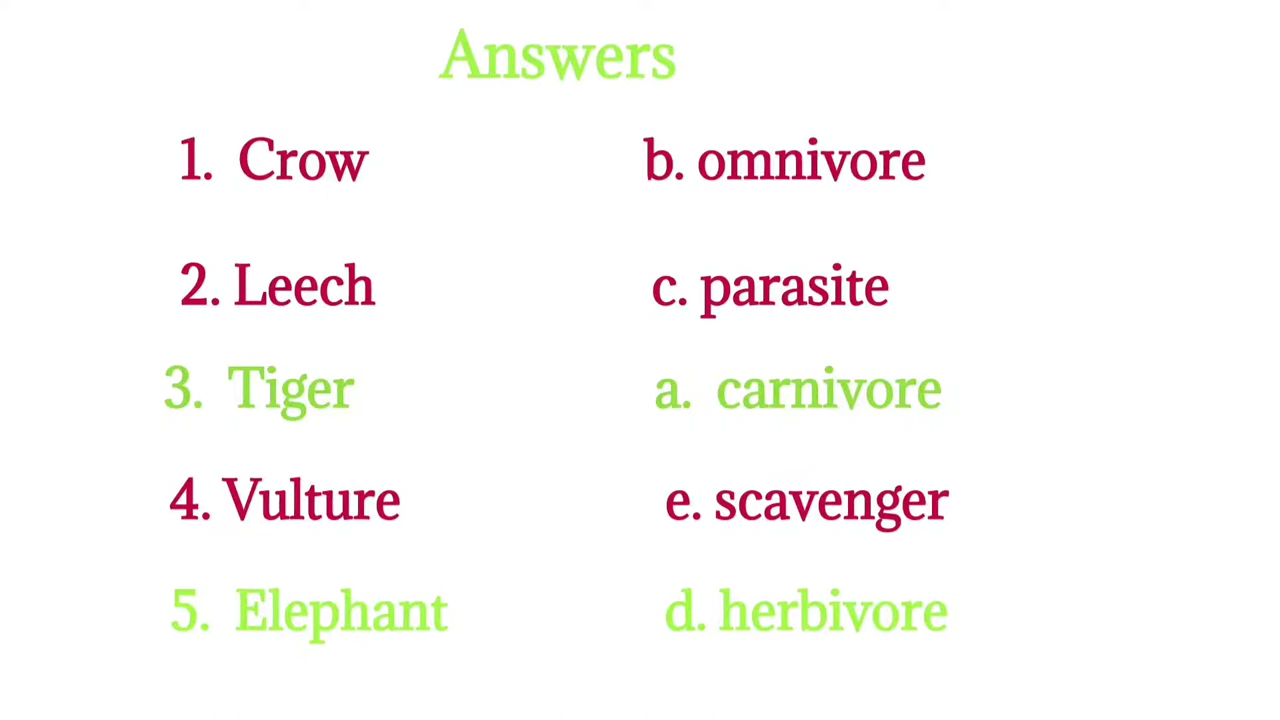 Answers
1. Crow b. omnivore
2. Leech c. parasite
3. Tiger a. carnivore
4. Vulture e. scavenger
5. Elephant d. herbivore